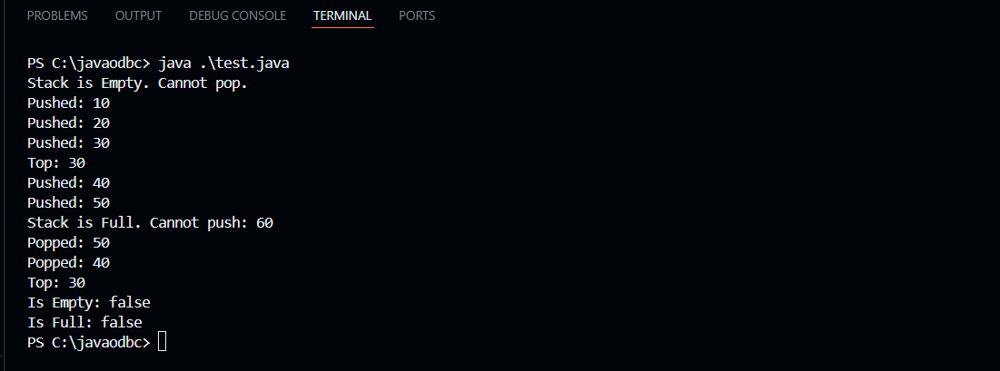 PROBLEMS OUTPUT DEBUG CONSOLE TERMINAL PORTS
PS C:\javaodbc> java .\test.java
Stack is Empty. Cannot pop.
Pushed: 10
Pushed: 20
Pushed: 30
Top: 30
Pushed: 40
Pushed: 50
Stack is Full. Cannot push: 60
Popped: 50
Popped: 40
Top: 30
Is Empty: false
Is Full: false
PS C:\javaodbc>